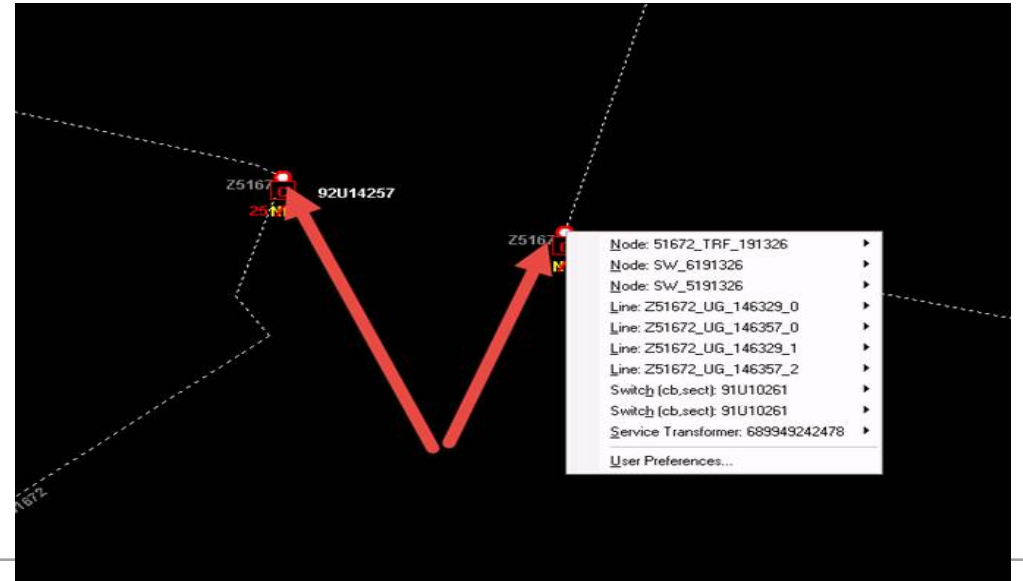 Z5167
92U14257
25
Z5167
Node: 51672_TRF_191326
Node: SW_6191326
Node: SW_5191326
Line: Z51672_UG_146329_0
Line: Z51672_UG_146357_0
Line: Z51672_UG_146329_1
Line: Z51672_UG_146357_2
Switch (cb,sect): 91U10261
Switch (cb,sect): 91U10261
Service Transformer: 689949242478
User Preferences...
1672